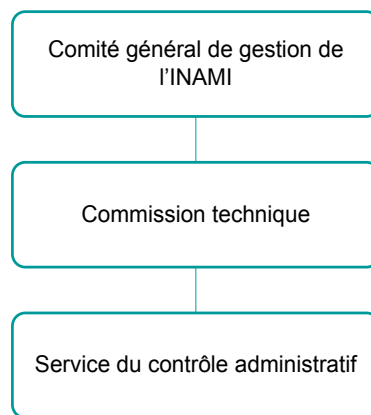 Comité général de gestion de
l'INAMI
Commission technique
Service du contrôle administratif